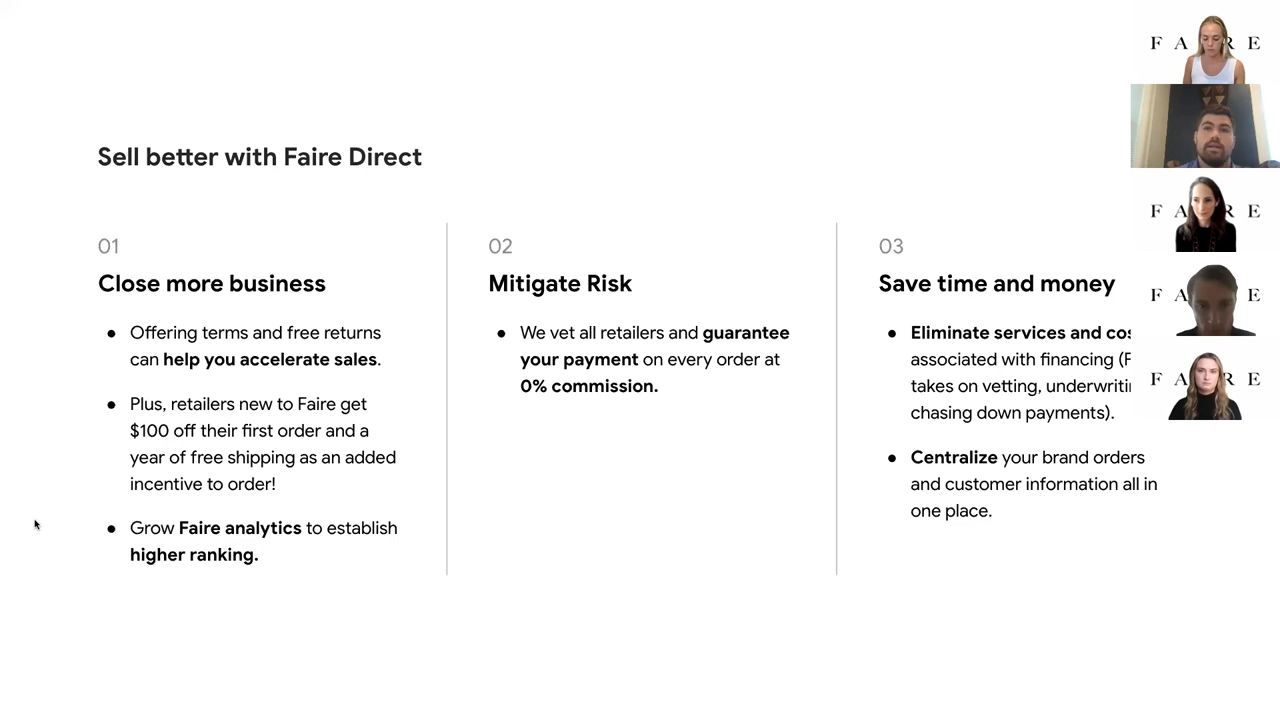 Sell better with Faire Direct
01
Close more business
● Offering terms and free returns
can help you accelerate sales.
● Plus, retailers new to Faire get
$100 off their first order and a
year of free shipping as an added
incentive to order!
● Grow Faire analytics to establish
higher ranking.
02
Mitigate Risk
● We vet all retailers and guarantee
your payment on every order at
0% commission.
03
Save time and money
● Eliminate services and
associated with financing
takes on vetting,
chasing down payments).
● Centralize your brand orders
and customer information all in
one place.